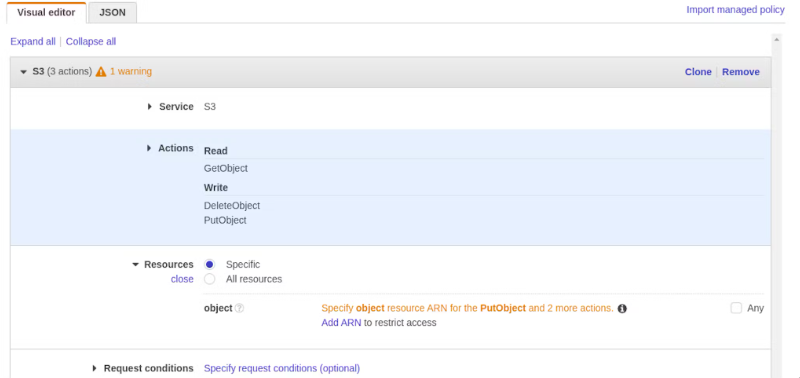 Visual editor JSON Import managed policy
Expand all | Collapse all
S3 (3 actions) 1 warning Clone | Remove
Service S3
Actions Read
GetObject
Write
DeleteObject
PutObject
Resources Specific
close All resources
object Specify object resource ARN for the PutObject and 2 more actions. Any
Add ARN to restrict access
Request conditions Specify request conditions (optional)